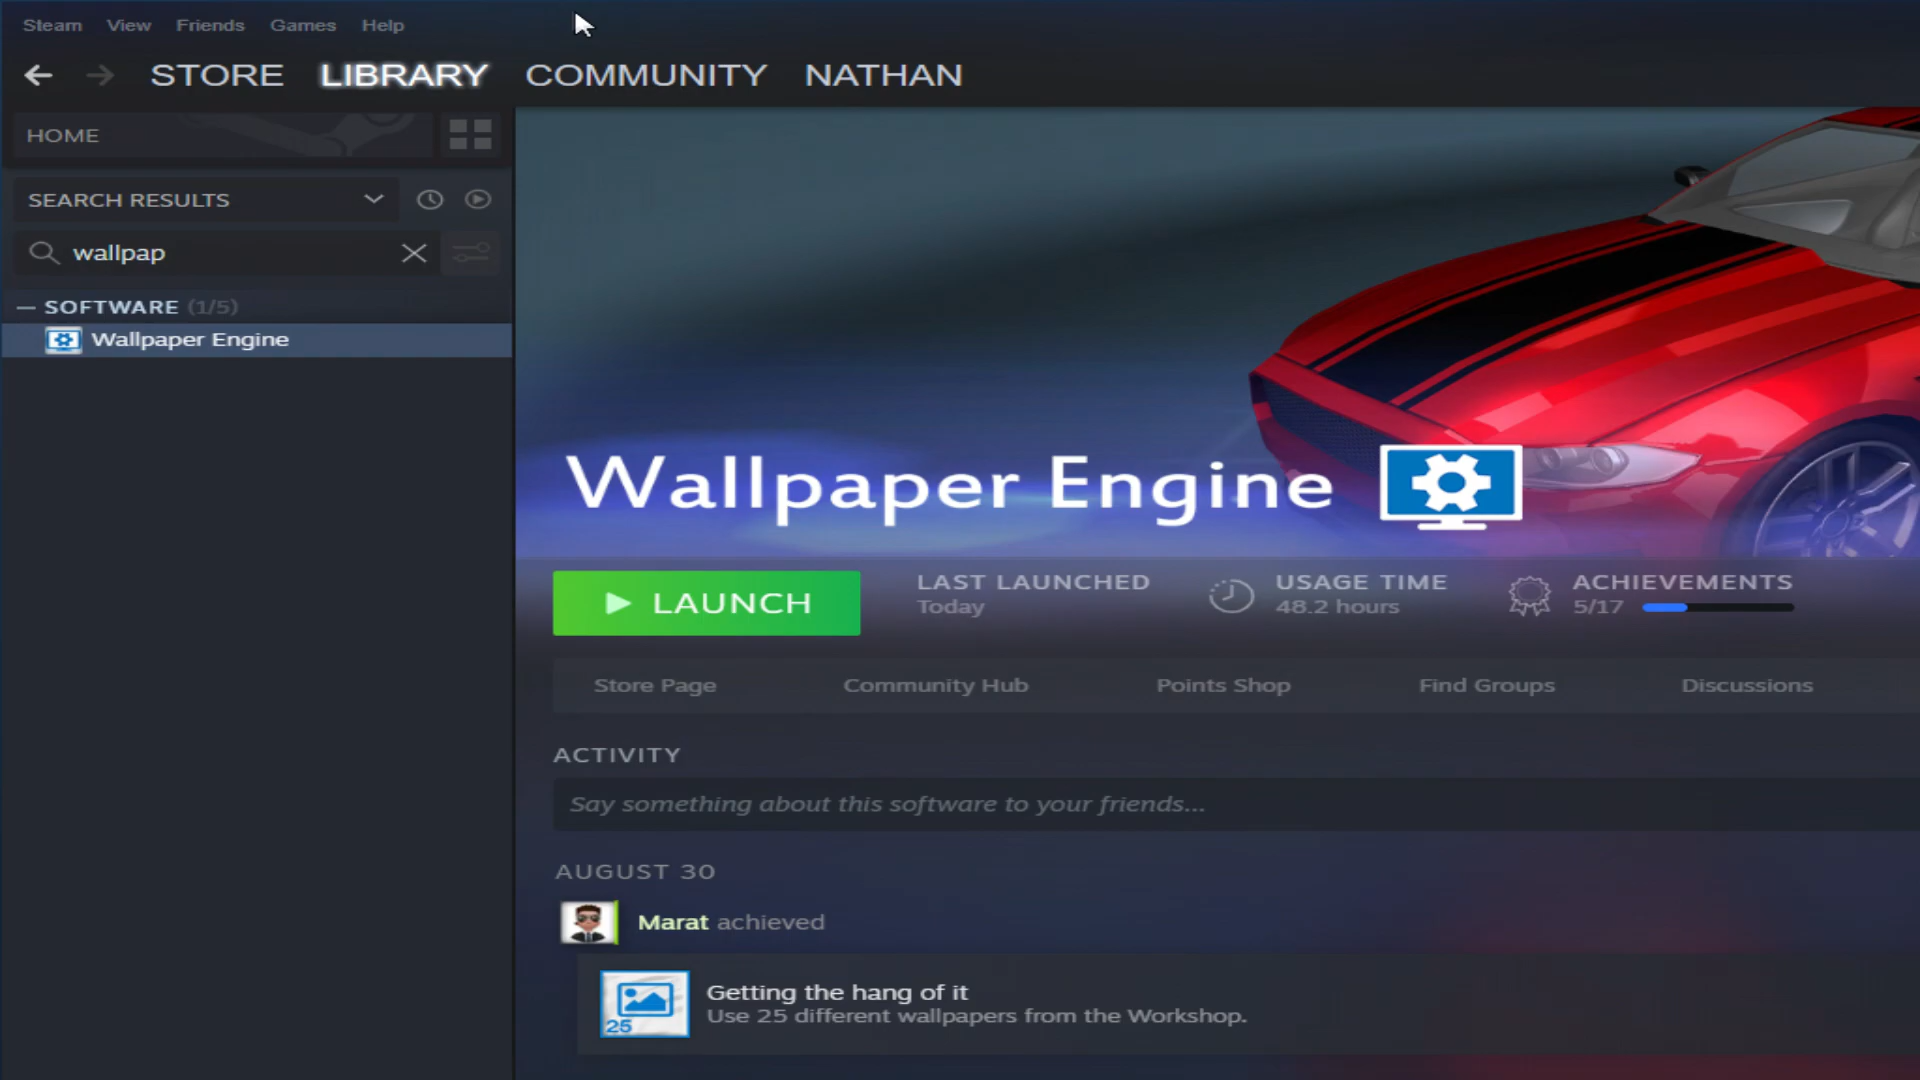 Steam View Friends Games Help
STORE LIBRARY COMMUNITY NATHAN
HOME
SEARCH RESULTS
wallpap
SOFTWARE (1/5)
Wallpaper Engine
Wallpaper Engine
LAUNCH
LAST LAUNCHED
Today
USAGE TIME
48.2 hours
ACHIEVEMENTS
5/17
Store Page Community Hub Points Shop Find Groups Discussions
ACTIVITY
Say something about this software to your friends...
AUGUST 30
Marat achieved
25
Getting the hang of it
Use 25 different wallpapers from the Workshop.